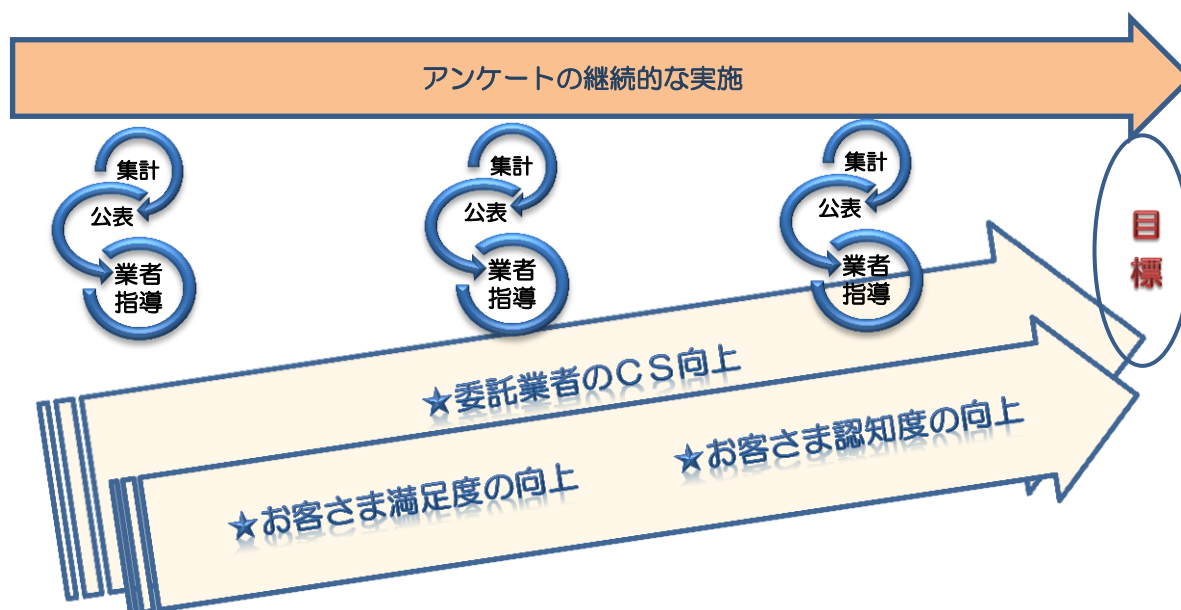 アンケートの継続的な実施
集計
公表
業者
指導
集計
公表
業者
指導
集計
公表
業者
指導
目
標
★委託業者のCS向上
★お客さま認知度の向上
★お客さま満足度の向上